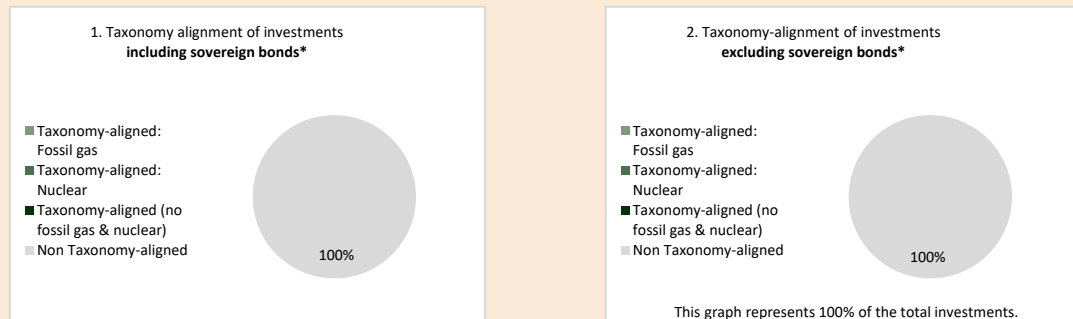 1. Taxonomy alignment of investments
including sovereign bonds*
Taxonomy-aligned:
Fossil gas
Taxonomy-aligned:
Nuclear
Taxonomy-aligned (no
fossil gas & nuclear)
Non Taxonomy-aligned
100%
2. Taxonomy-alignment of investments
excluding sovereign bonds*
Taxonomy-aligned:
Fossil gas
Taxonomy-aligned:
Nuclear
Taxonomy-aligned (no
fossil gas & nuclear)
Non Taxonomy-aligned
100%
This graph represents 100% of the total investments.